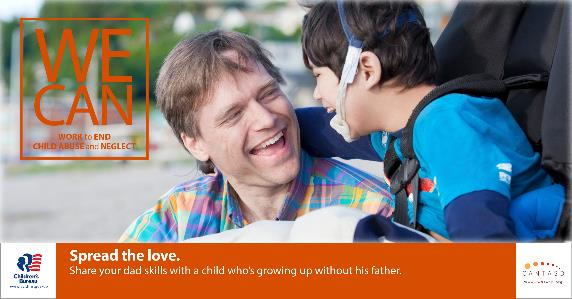 WE
CAN
WORK to END
CHILD ABUSE and NEGLECT
Spread the love.
Share your dad skills with a child who's growing up without his father.
Children's
Bureau
CANTASD